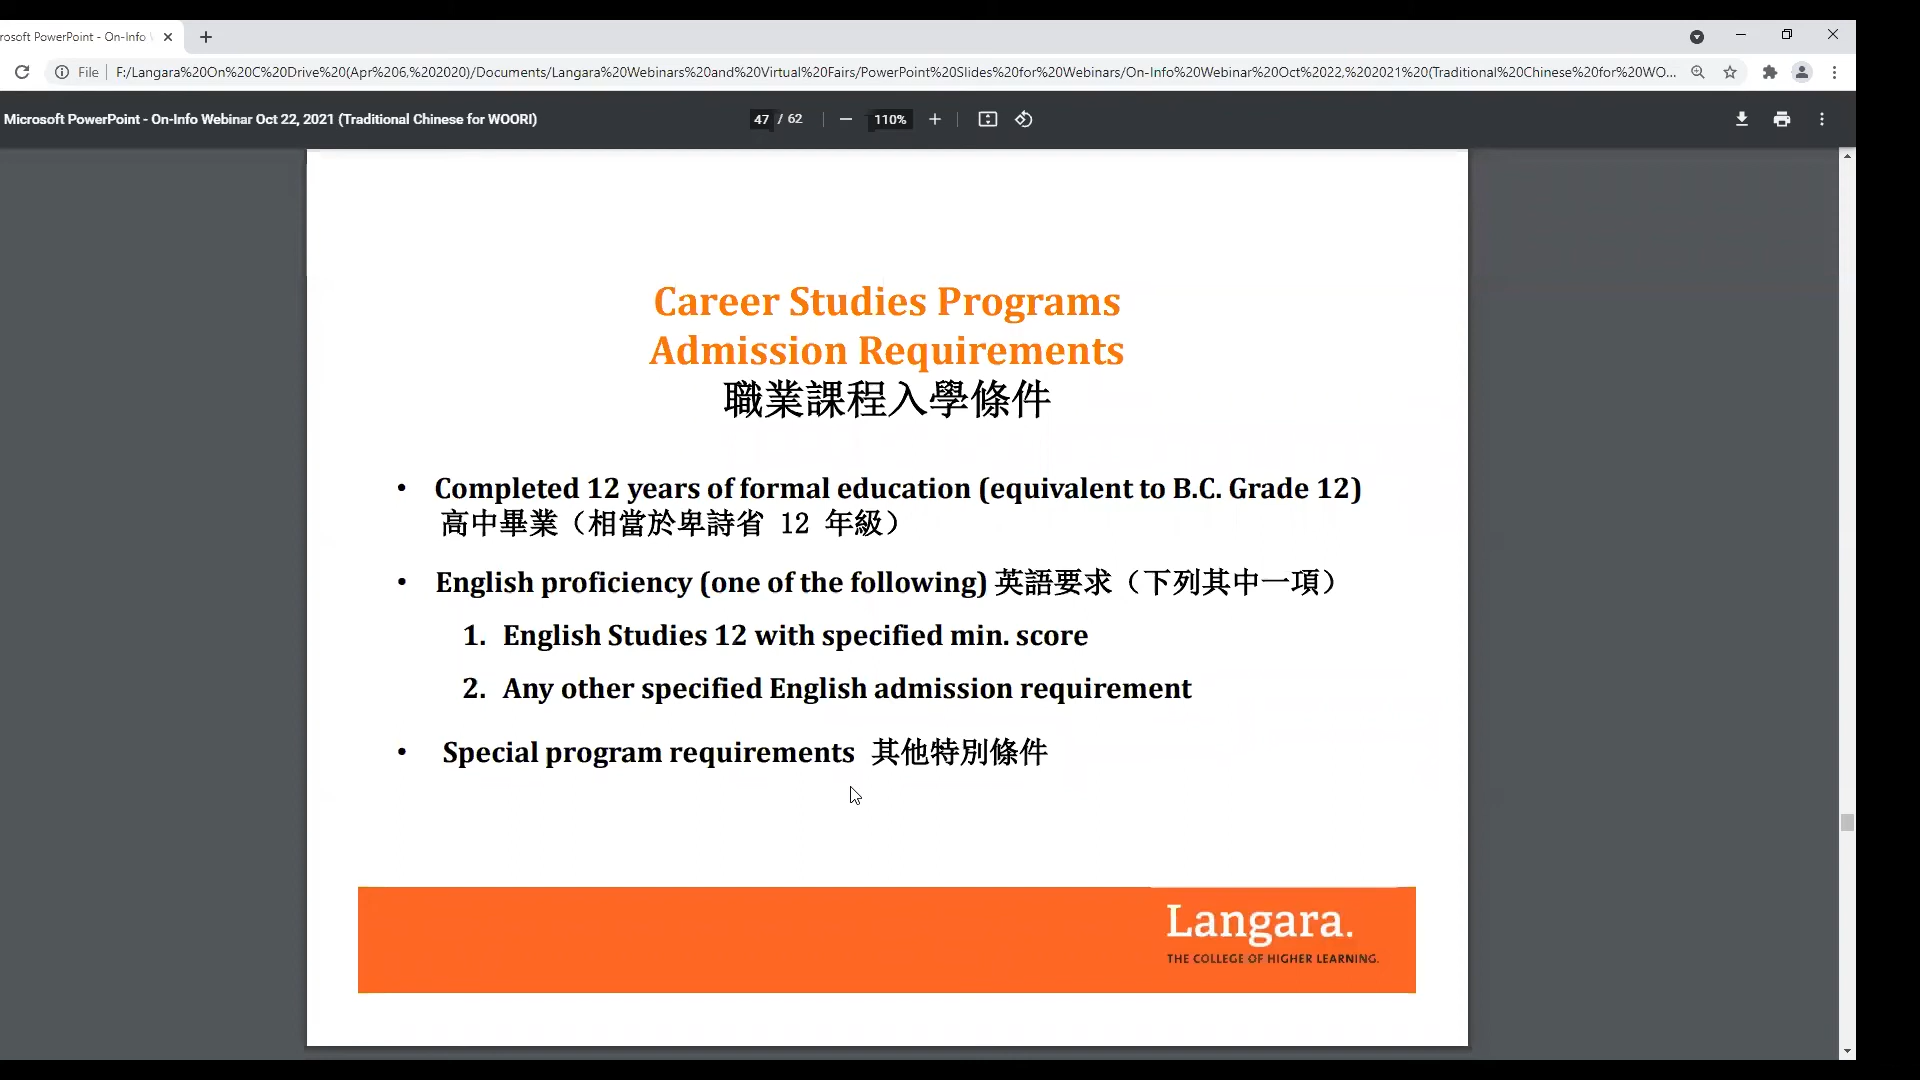 rosoft PowerPoint - On-Info
File
F:/Langara%20On%20C%20Drive%20(Apr%206,%202020)/Documents/Langara%20Webinars%20and%20Virtual%20Fairs/PowerPoint%20Slides%20for%20Webinars/On-Info%20Webinar%20Oct%2022,%202021%20(Traditional%20Chinese%20for%20WO...
Microsoft PowerPoint - On-Info Webinar Oct 22, 2021 (Traditional Chinese for WOORI)
47 / 62
110%
Career Studies Programs
Admission Requirements
職業課程入學條件
• Completed 12 years of formal education (equivalent to B.C. Grade 12)
高中畢業（相當於卑詩省 12 年級）
• English proficiency (one of the following) 英語要求（下列其中一項）
1. English Studies 12 with specified min. score
2. Any other specified English admission requirement
• Special program requirements 其他特別條件
Langara.
THE COLLEGE OF HIGHER LEARNING.